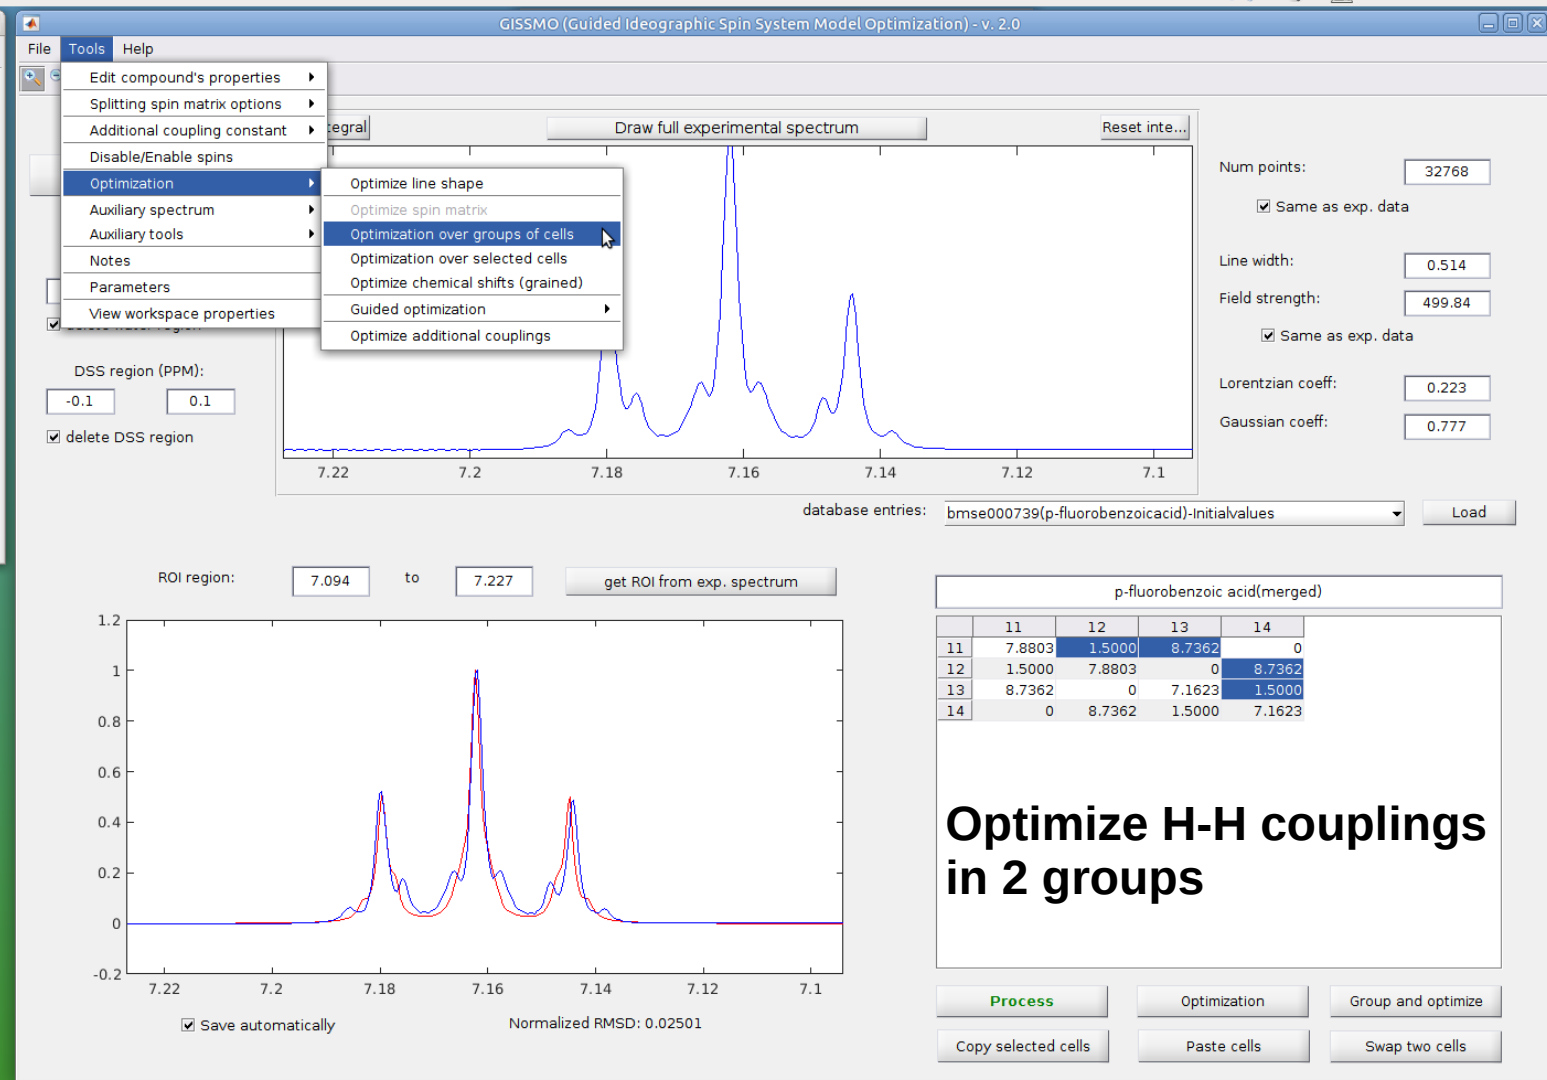 GISSMO (Guided Ideographic Spin System Model Optimization) - v. 2.0
File Tools Help
Edit compound's properties
Splitting spin matrix options
Additional coupling constant
Disable/Enable spins
Optimization
Auxiliary spectrum
Auxiliary tools
Notes
Parameters
View workspace properties
Optimize line shape
Optimize spin matrix
Optimization over groups of cells
Optimization over selected cells
Optimize chemical shifts (grained)
Guided optimization
Optimize additional couplings
Draw full experimental spectrum
Reset inte...
7.22 7.2 7.18 7.16 7.14 7.12 7.1
Num points: 32768
Same as exp. data
Line width: 0.514
Field strength: 499.84
Same as exp. data
Lorentzian coeff: 0.223
Gaussian coeff: 0.777
DSS region (PPM):
-0.1 0.1
delete DSS region
database entries: bmse000739(p-fluorobenzoicacid)-Initialvalues Load
ROI region: 7.094 to 7.227 get ROI from exp. spectrum
1.2
1
0.8
0.6
0.4
0.2
0
-0.2
7.22 7.2 7.18 7.16 7.14 7.12 7.1
Save automatically Normalized RMSD: 0.02501
p-fluorobenzoic acid(merged)
11 12 13 14
11 7.8803 1.5000 8.7362 0
12 1.5000 7.8803 0 8.7362
13 8.7362 0 7.1623 1.5000
14 0 8.7362 1.5000 7.1623
Optimize H-H couplings
in 2 groups
Process Optimization Group and optimize
Copy selected cells Paste cells Swap two cells